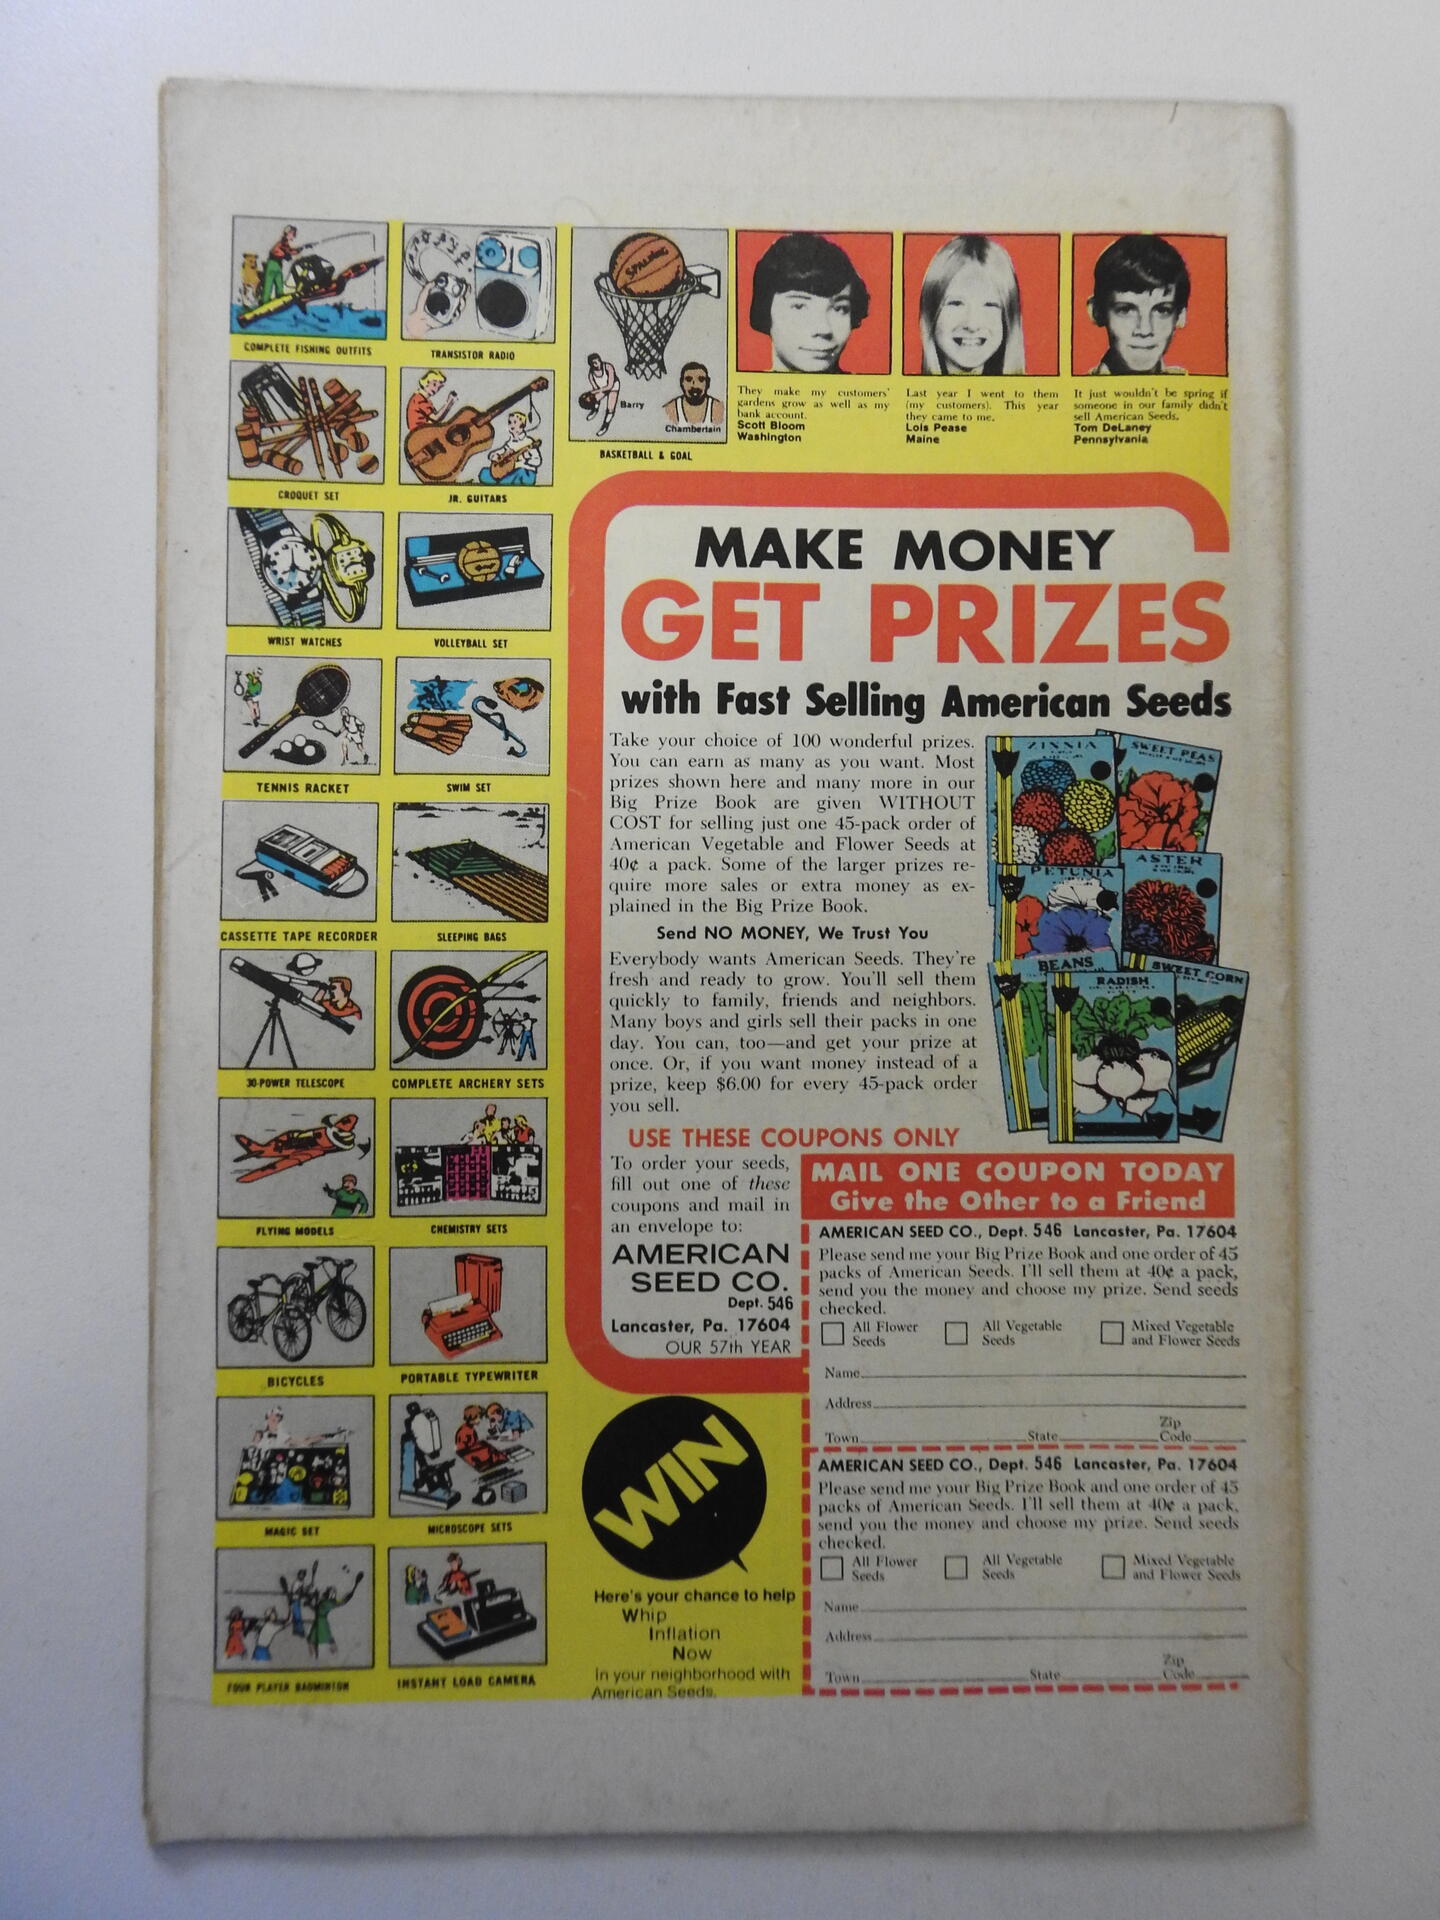 COMPLETE FISHING OUTFITS
TRANSISTOR RADIO
CROQUET SET
JR. GUITARS
WRIST WATCHES
VOLLEYBALL SET
TENNIS RACKET
SWIM SET
CASSETTE TAPE RECORDER
SLEEPING BAGS
30-POWER TELESCOPE
COMPLETE ARCHERY SETS
FLYING MODELS
CHEMISTRY SETS
BICYCLES
PORTABLE TYPEWRITER
MAGIC SET
MICROSCOPE SETS
FOUR PLAYER BADMINTON
INSTANT LOAD CAMERA
SPALDING
Barry
Chamberlain
BASKETBALL & GOAL
They make my customers'
gardens grow as well as my
bank account.
Scott Bloom
Washington
Last year I went to them
(my customers). This year
they came to me.
Lois Pease
Maine
It just wouldn't be spring if
someone in our family didn't
sell American Seeds.
Tom DeLaney
Pennsylvania
MAKE MONEY
GET PRIZES
with Fast Selling American Seeds
Take your choice of 100 wonderful prizes.
You can earn as many as you want. Most
prizes shown here and many more in our
Big Prize Book are given WITHOUT
COST for selling just one 45-pack order of
American Vegetable and Flower Seeds at
40¢ a pack. Some of the larger prizes re-
quire more sales or extra money as ex-
plained in the Big Prize Book.
Send NO MONEY, We Trust You
Everybody wants American Seeds. They're
fresh and ready to grow. You'll sell them
quickly to family, friends and neighbors.
Many boys and girls sell their packs in one
day. You can, too—and get your prize at
once. Or, if you want money instead of a
prize, keep $6.00 for every 45-pack order
you sell.
ZINNIA
SWEET PEAS
PETUNIA
ASTER
BEANS
RADISH
SWEET CORN
USE THESE COUPONS ONLY
To order your seeds,
fill out one of these
coupons and mail in
an envelope to:
AMERICAN
SEED CO.
Dept. 546
Lancaster, Pa. 17604
OUR 57th YEAR
MAIL ONE COUPON TODAY
Give the Other to a Friend
AMERICAN SEED CO., Dept. 546 Lancaster, Pa. 17604
Please send me your Big Prize Book and one order of 45
packs of American Seeds. I'll sell them at 40¢ a pack,
send you the money and choose my prize. Send seeds
checked.
All Flower Seeds
All Vegetable Seeds
Mixed Vegetable and Flower Seeds
Name
Address
Town State Zip Code
AMERICAN SEED CO., Dept. 546 Lancaster, Pa. 17604
Please send me your Big Prize Book and one order of 45
packs of American Seeds. I'll sell them at 40¢ a pack,
send you the money and choose my prize. Send seeds
checked.
All Flower Seeds
All Vegetable Seeds
Mixed Vegetable and Flower Seeds
Name
Address
Town State Zip Code
WIN
Here's your chance to help
Whip
Inflation
Now
in your neighborhood with
American Seeds.